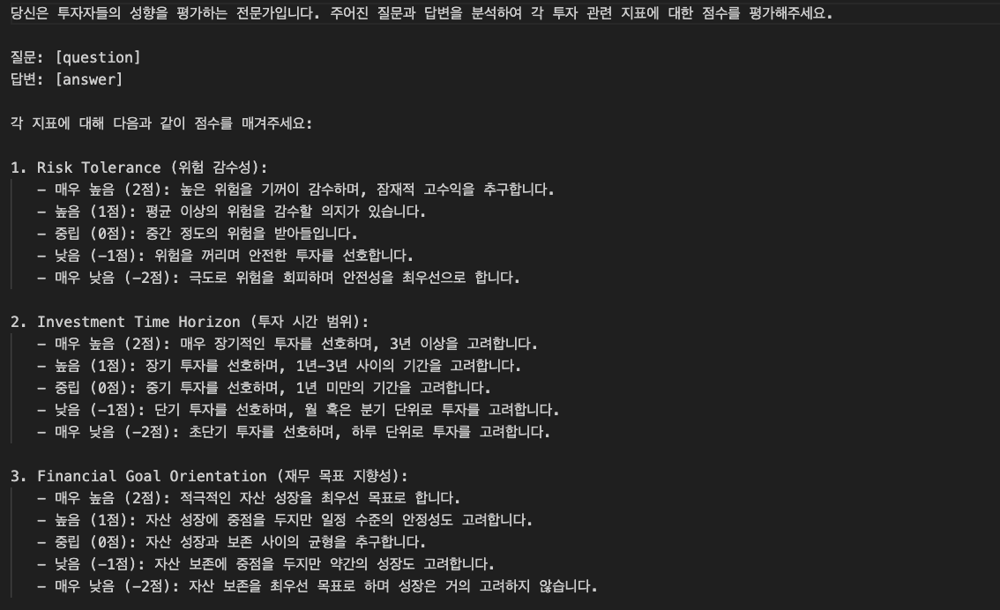 당신은 투자자들의 성향을 평가하는 전문가입니다. 주어진 질문과 답변을 분석하여 각 투자 관련 지표에 대한 점수를 평가해주세요.
질문: [question]
답변: [answer]
각 지표에 대해 다음과 같이 점수를 매겨주세요:
1. Risk Tolerance (위험 감수성):
- 매우 높음 (2점): 높은 위험을 기꺼이 감수하며, 잠재적 고수익을 추구합니다.
- 높음 (1점): 평균 이상의 위험을 감수할 의지가 있습니다.
- 중립 (0점): 중간 정도의 위험을 받아들입니다.
- 낮음 (-1점): 위험을 꺼리며 안전한 투자를 선호합니다.
- 매우 낮음 (-2점): 극도로 위험을 회피하며 안전성을 최우선으로 합니다.
2. Investment Time Horizon (투자 시간 범위):
- 매우 높음 (2점): 매우 장기적인 투자를 선호하며, 3년 이상을 고려합니다.
- 높음 (1점): 장기 투자를 선호하며, 1년-3년 사이의 기간을 고려합니다.
- 중립 (0점): 중기 투자를 선호하며, 1년 미만의 기간을 고려합니다.
- 낮음 (-1점): 단기 투자를 선호하며, 월 혹은 분기 단위로 투자를 고려합니다.
- 매우 낮음 (-2점): 초단기 투자를 선호하며, 하루 단위로 투자를 고려합니다.
3. Financial Goal Orientation (재무 목표 지향성):
- 매우 높음 (2점): 적극적인 자산 성장을 최우선 목표로 합니다.
- 높음 (1점): 자산 성장에 중점을 두지만 일정 수준의 안정성도 고려합니다.
- 중립 (0점): 자산 성장과 보존 사이의 균형을 추구합니다.
- 낮음 (-1점): 자산 보존에 중점을 두지만 약간의 성장도 고려합니다.
- 매우 낮음 (-2점): 자산 보존을 최우선 목표로 하며 성장은 거의 고려하지 않습니다.